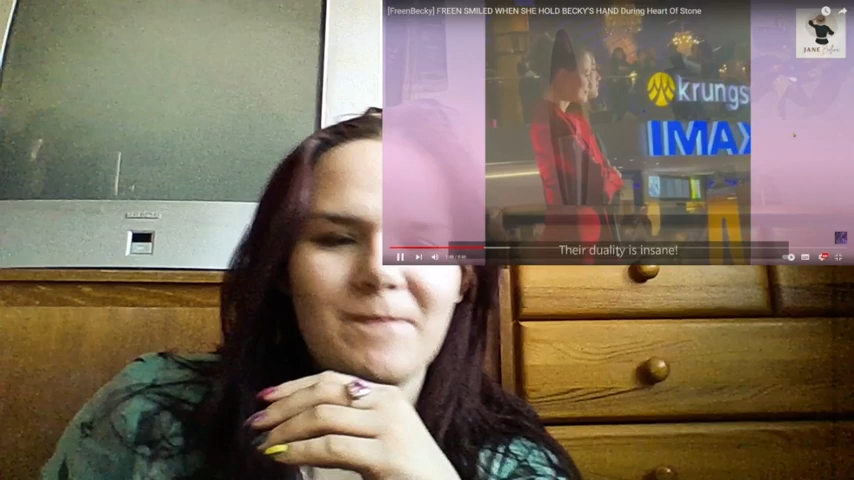 [FreenBecky] FREEN SMILED WHEN SHE HOLD BECKY'S HAND During Heart Of Stone
JANE
krungs
IMAX
Their duality is insane!